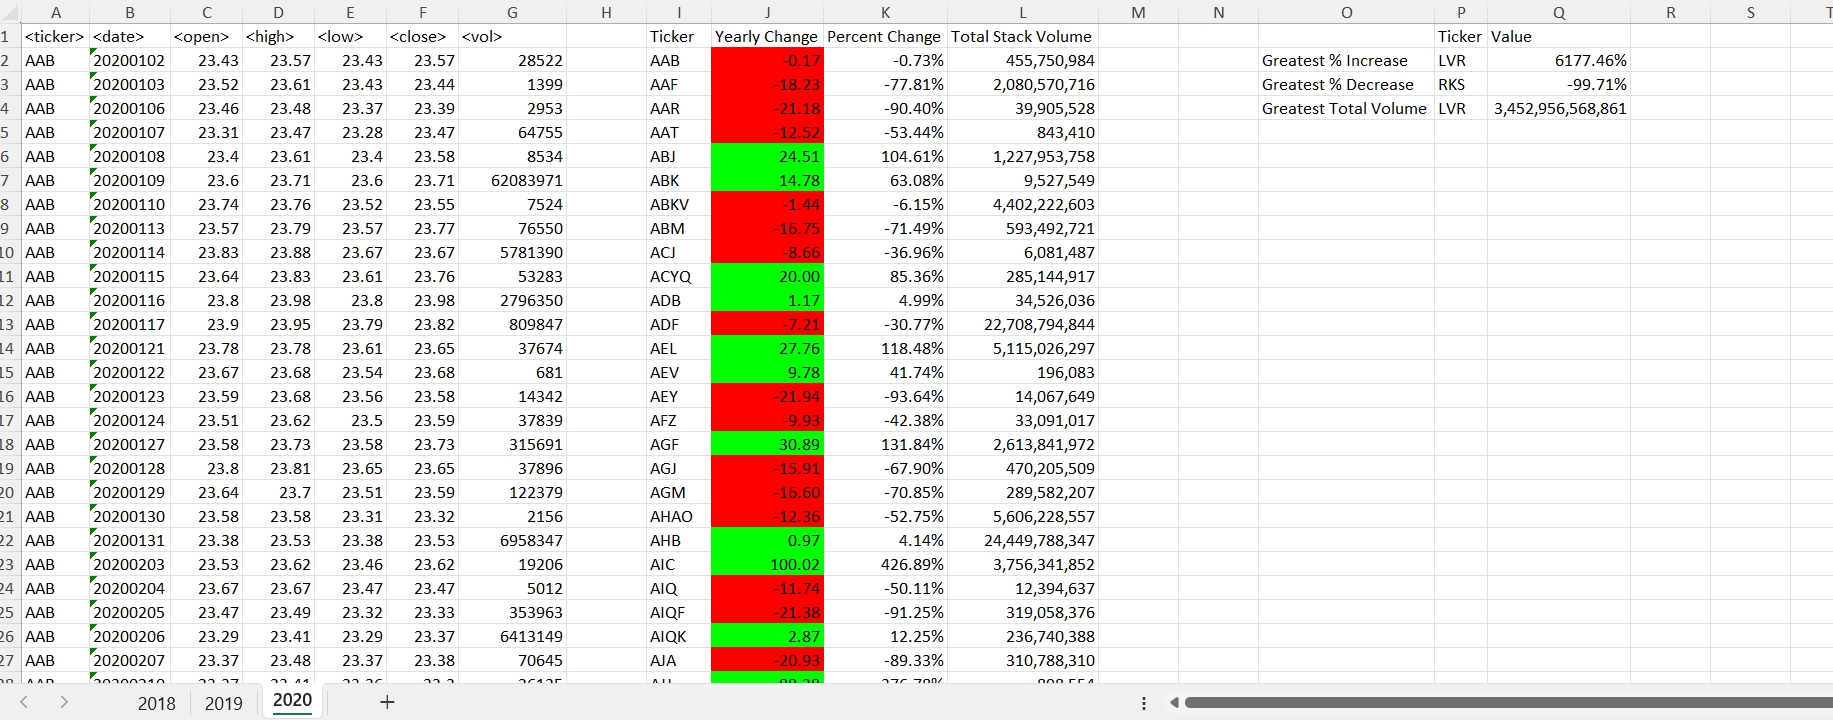 A B C D E F G H I J K L M N O P Q R S T
1 <ticker> <date> <open> <high> <low> <close> <vol> Ticker Yearly Change Percent Change Total Stack Volume Ticker Value
2 AAB 20200102 23.43 23.57 23.43 23.57 28522 AAB -0.17 -0.73% 455,750,984 Greatest % Increase LVR 6177.46%
3 AAB 20200103 23.52 23.61 23.43 23.44 1399 AAF -18.23 -77.81% 2,080,570,716 Greatest % Decrease RKS -99.71%
4 AAB 20200106 23.46 23.48 23.37 23.39 2953 AAR -21.18 -90.40% 39,905,528 Greatest Total Volume LVR 3,452,956,568,861
5 AAB 20200107 23.31 23.47 23.28 23.47 64755 AAT -12.52 -53.44% 843,410
6 AAB 20200108 23.4 23.61 23.4 23.58 8534 ABJ 24.51 104.61% 1,227,953,758
7 AAB 20200109 23.6 23.71 23.6 23.71 62083971 ABK 14.78 63.08% 9,527,549
8 AAB 20200110 23.74 23.76 23.52 23.55 7524 ABKV -1.44 -6.15% 4,402,222,603
9 AAB 20200113 23.57 23.79 23.57 23.77 76550 ABM -16.75 -71.49% 593,492,721
10 AAB 20200114 23.83 23.88 23.67 23.67 5781390 ACJ -8.66 -36.96% 6,081,487
11 AAB 20200115 23.64 23.83 23.61 23.76 53283 ACYQ 20.00 85.36% 285,144,917
12 AAB 20200116 23.8 23.98 23.8 23.98 2796350 ADB 1.17 4.99% 34,526,036
13 AAB 20200117 23.9 23.95 23.79 23.82 809847 ADF -7.21 -30.77% 22,708,794,844
14 AAB 20200121 23.78 23.78 23.61 23.65 37674 AEL 27.76 118.48% 5,115,026,297
15 AAB 20200122 23.67 23.68 23.54 23.68 681 AEV 9.78 41.74% 196,083
16 AAB 20200123 23.59 23.68 23.56 23.58 14342 AEY -21.94 -93.64% 14,067,649
17 AAB 20200124 23.51 23.62 23.5 23.59 37839 AFZ -9.93 -42.38% 33,091,017
18 AAB 20200127 23.58 23.73 23.58 23.73 315691 AGF 30.89 131.84% 2,613,841,972
19 AAB 20200128 23.8 23.81 23.65 23.65 37896 AGJ -15.91 -67.90% 470,205,509
20 AAB 20200129 23.64 23.7 23.51 23.59 122379 AGM -16.60 -70.85% 289,582,207
21 AAB 20200130 23.58 23.58 23.31 23.32 2156 AHAO -12.36 -52.75% 5,606,228,557
22 AAB 20200131 23.38 23.53 23.38 23.53 6958347 AHB 0.97 4.14% 24,449,788,347
23 AAB 20200203 23.53 23.62 23.46 23.62 19206 AIC 100.02 426.89% 3,756,341,852
24 AAB 20200204 23.67 23.67 23.47 23.47 5012 AIQ -11.74 -50.11% 12,394,637
25 AAB 20200205 23.47 23.49 23.32 23.33 353963 AIQF -21.38 -91.25% 319,058,376
26 AAB 20200206 23.29 23.41 23.29 23.37 6413149 AIQK 2.87 12.25% 236,740,388
27 AAB 20200207 23.37 23.48 23.37 23.38 70645 AJA -20.93 -89.33% 310,788,310
2018 2019 2020